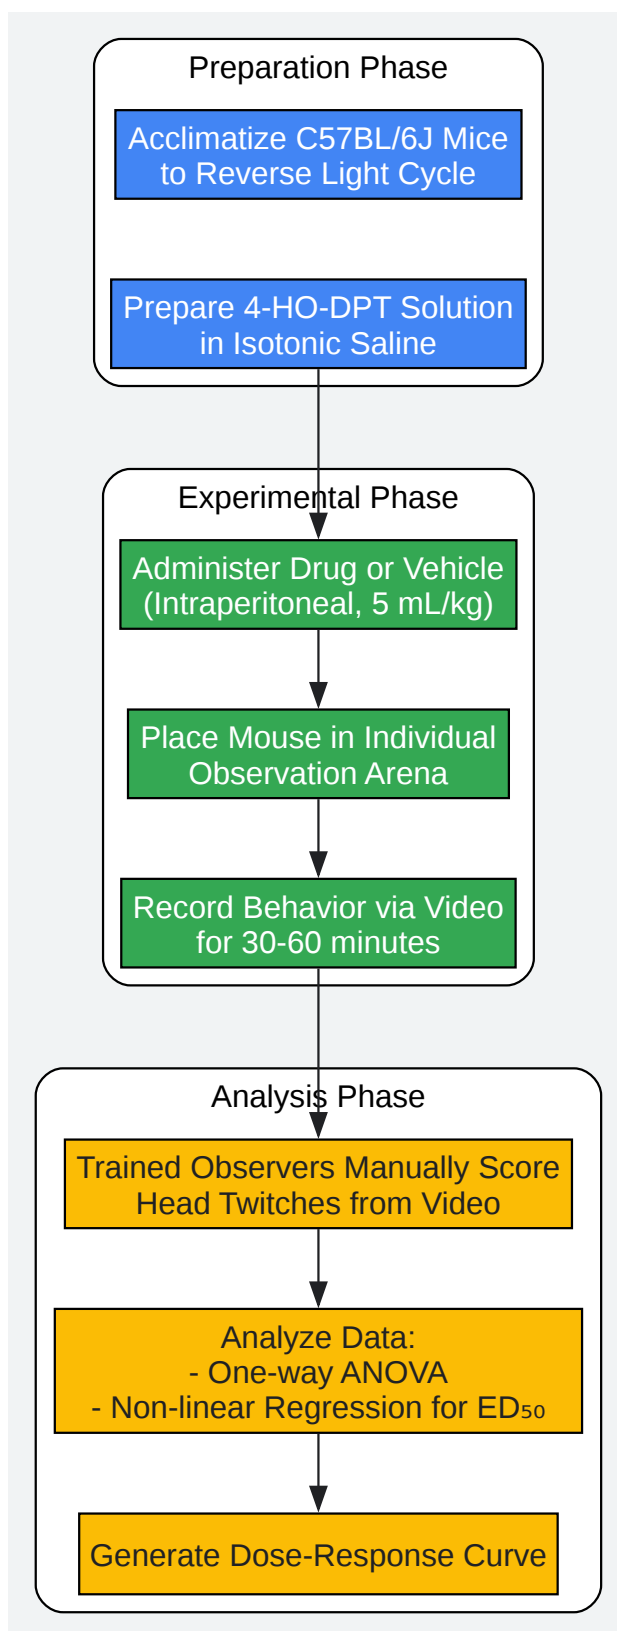 Preparation Phase
Acclimatize C57BL/6J Mice
to Reverse Light Cycle
Prepare 4-HO-DPT Solution
in Isotonic Saline
Experimental Phase
Administer Drug or Vehicle
(Intraperitoneal, 5 mL/kg)
Place Mouse in Individual
Observation Arena
Record Behavior via Video
for 30-60 minutes
Analysis Phase
Trained Observers Manually Score
Head Twitches from Video
Analyze Data:
- One-way ANOVA
- Non-linear Regression for ED₅₀
Generate Dose-Response Curve